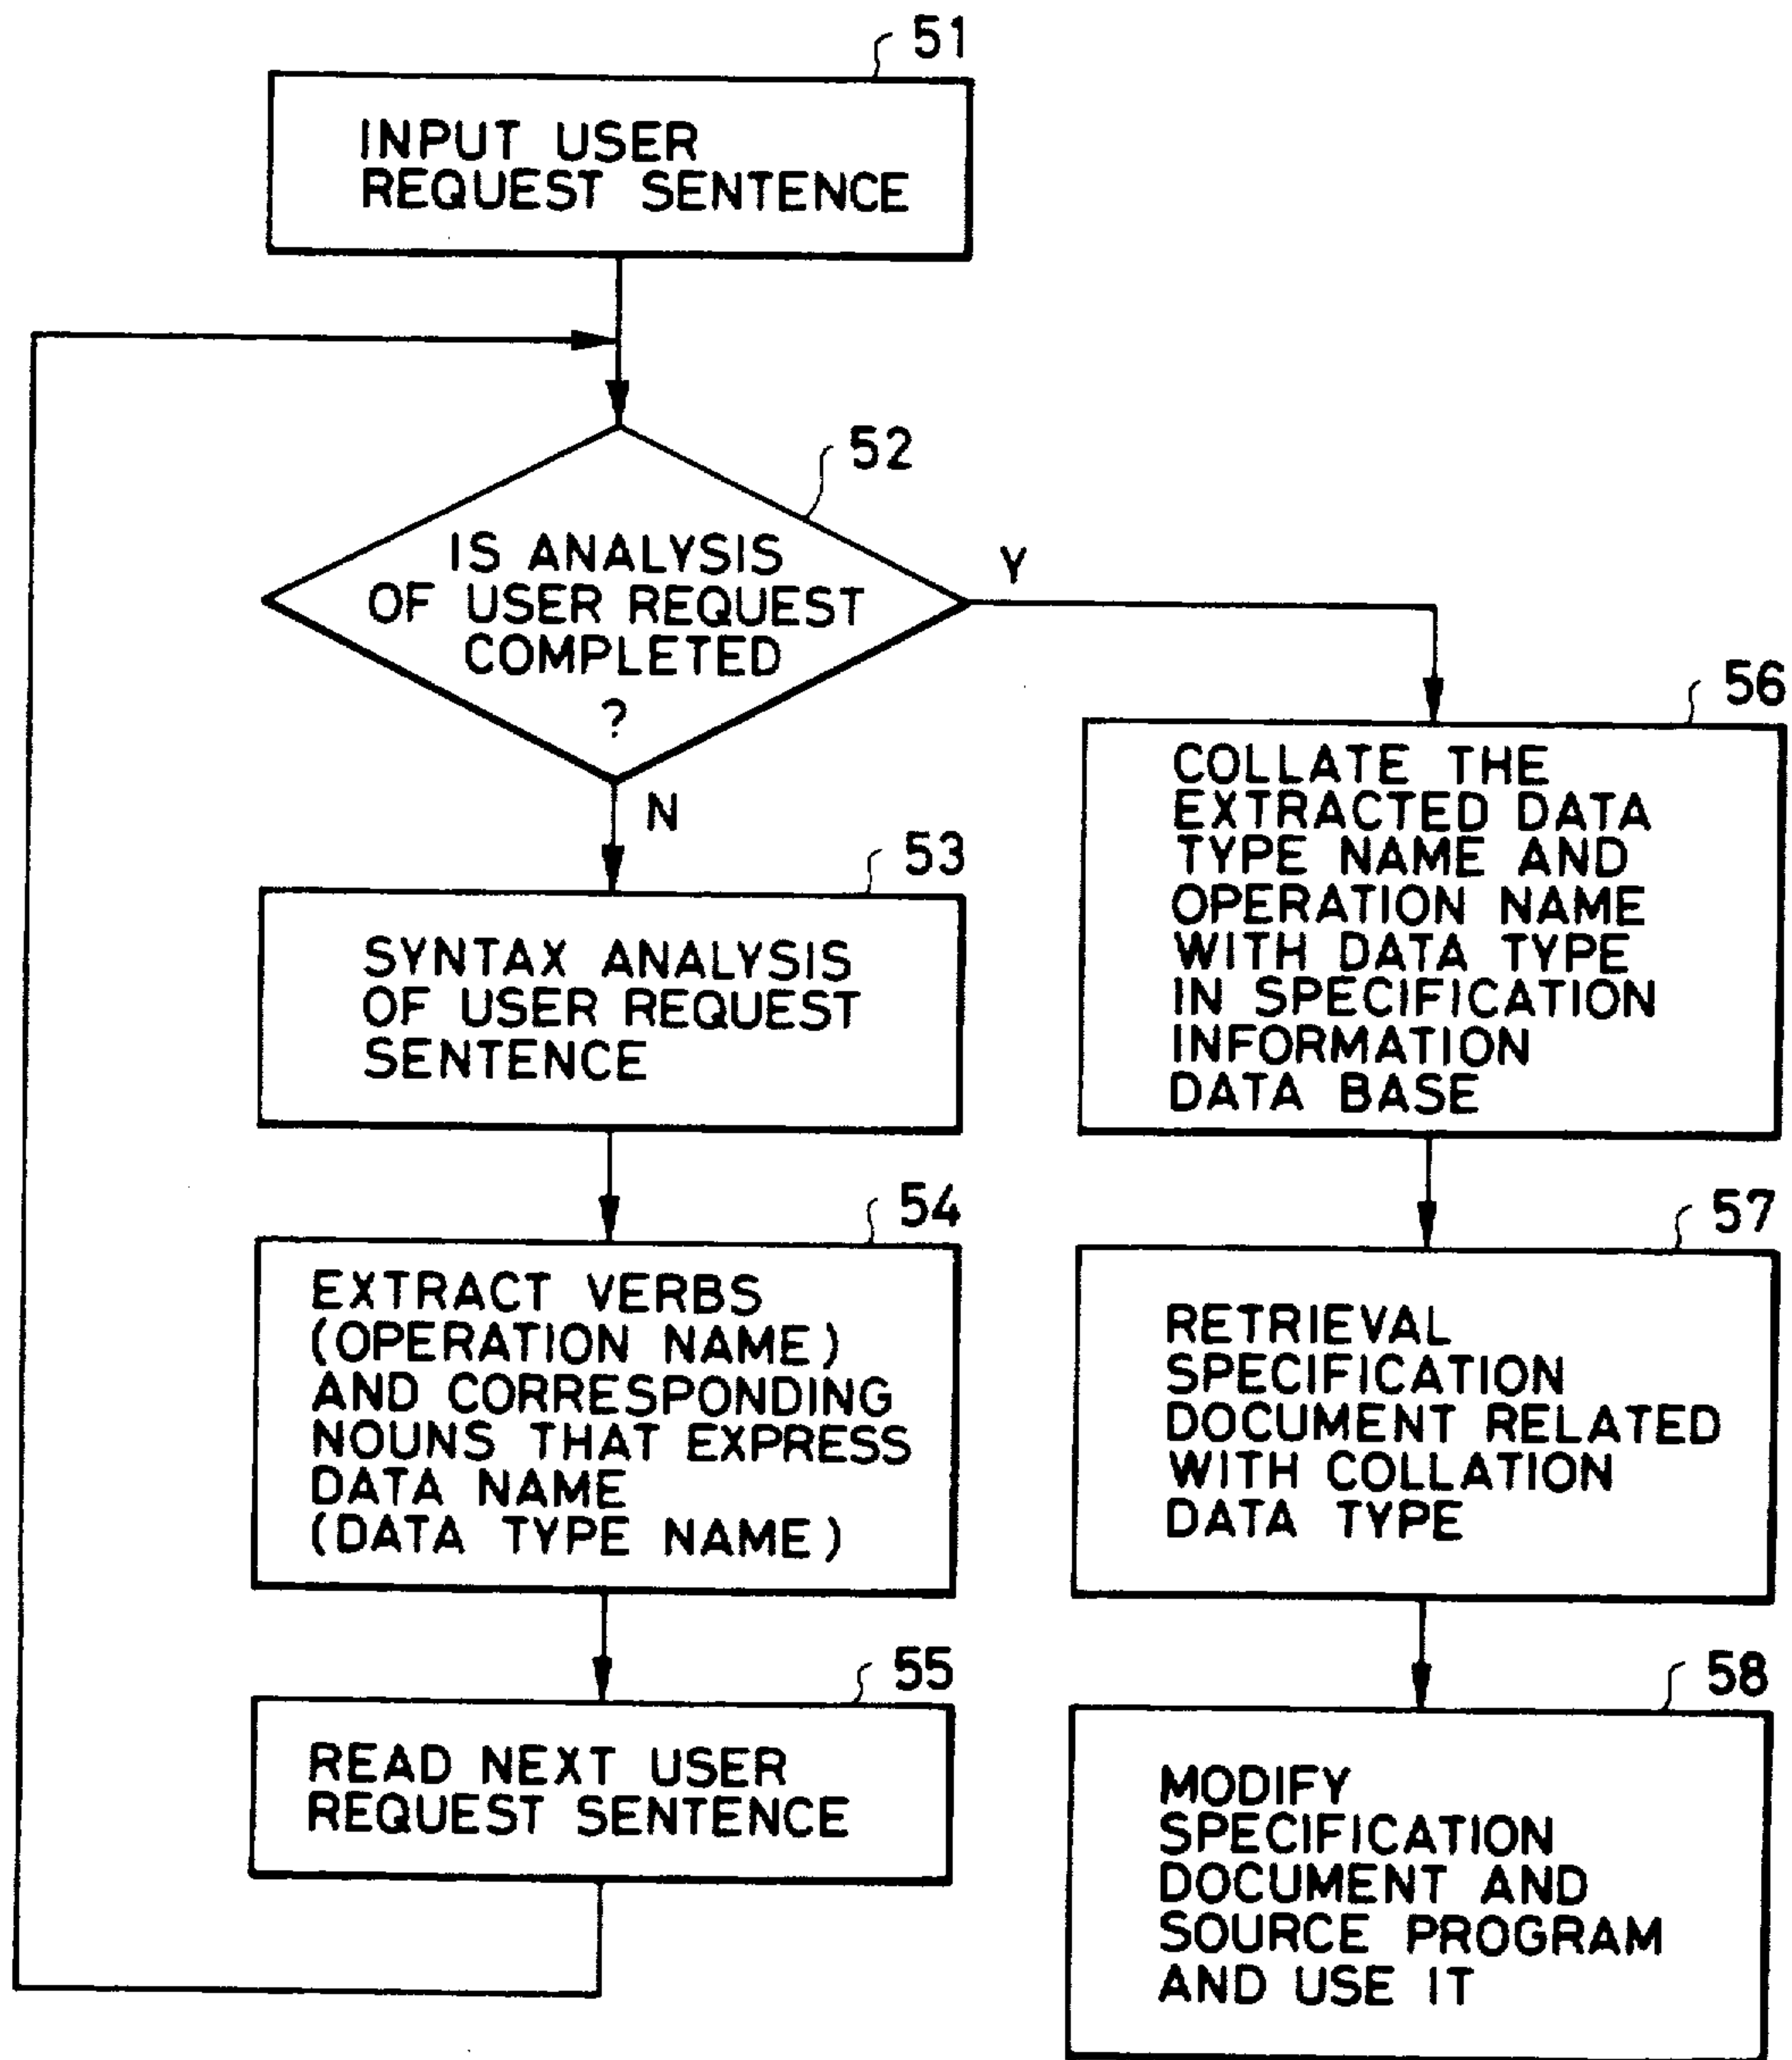 51
INPUT USER
REQUEST SENTENCE
52
IS ANALYSIS
OF USER REQUEST
COMPLETED
?
Y
N
53
SYNTAX ANALYSIS
OF USER REQUEST
SENTENCE
54
EXTRACT VERBS
(OPERATION NAME)
AND CORRESPONDING
NOUNS THAT EXPRESS
DATA NAME
(DATA TYPE NAME)
55
READ NEXT USER
REQUEST SENTENCE
56
COLLATE THE
EXTRACTED DATA
TYPE NAME AND
OPERATION NAME
WITH DATA TYPE
IN SPECIFICATION
INFORMATION
DATA BASE
57
RETRIEVAL
SPECIFICATION
DOCUMENT RELATED
WITH COLLATION
DATA TYPE
58
MODIFY
SPECIFICATION
DOCUMENT AND
SOURCE PROGRAM
AND USE IT